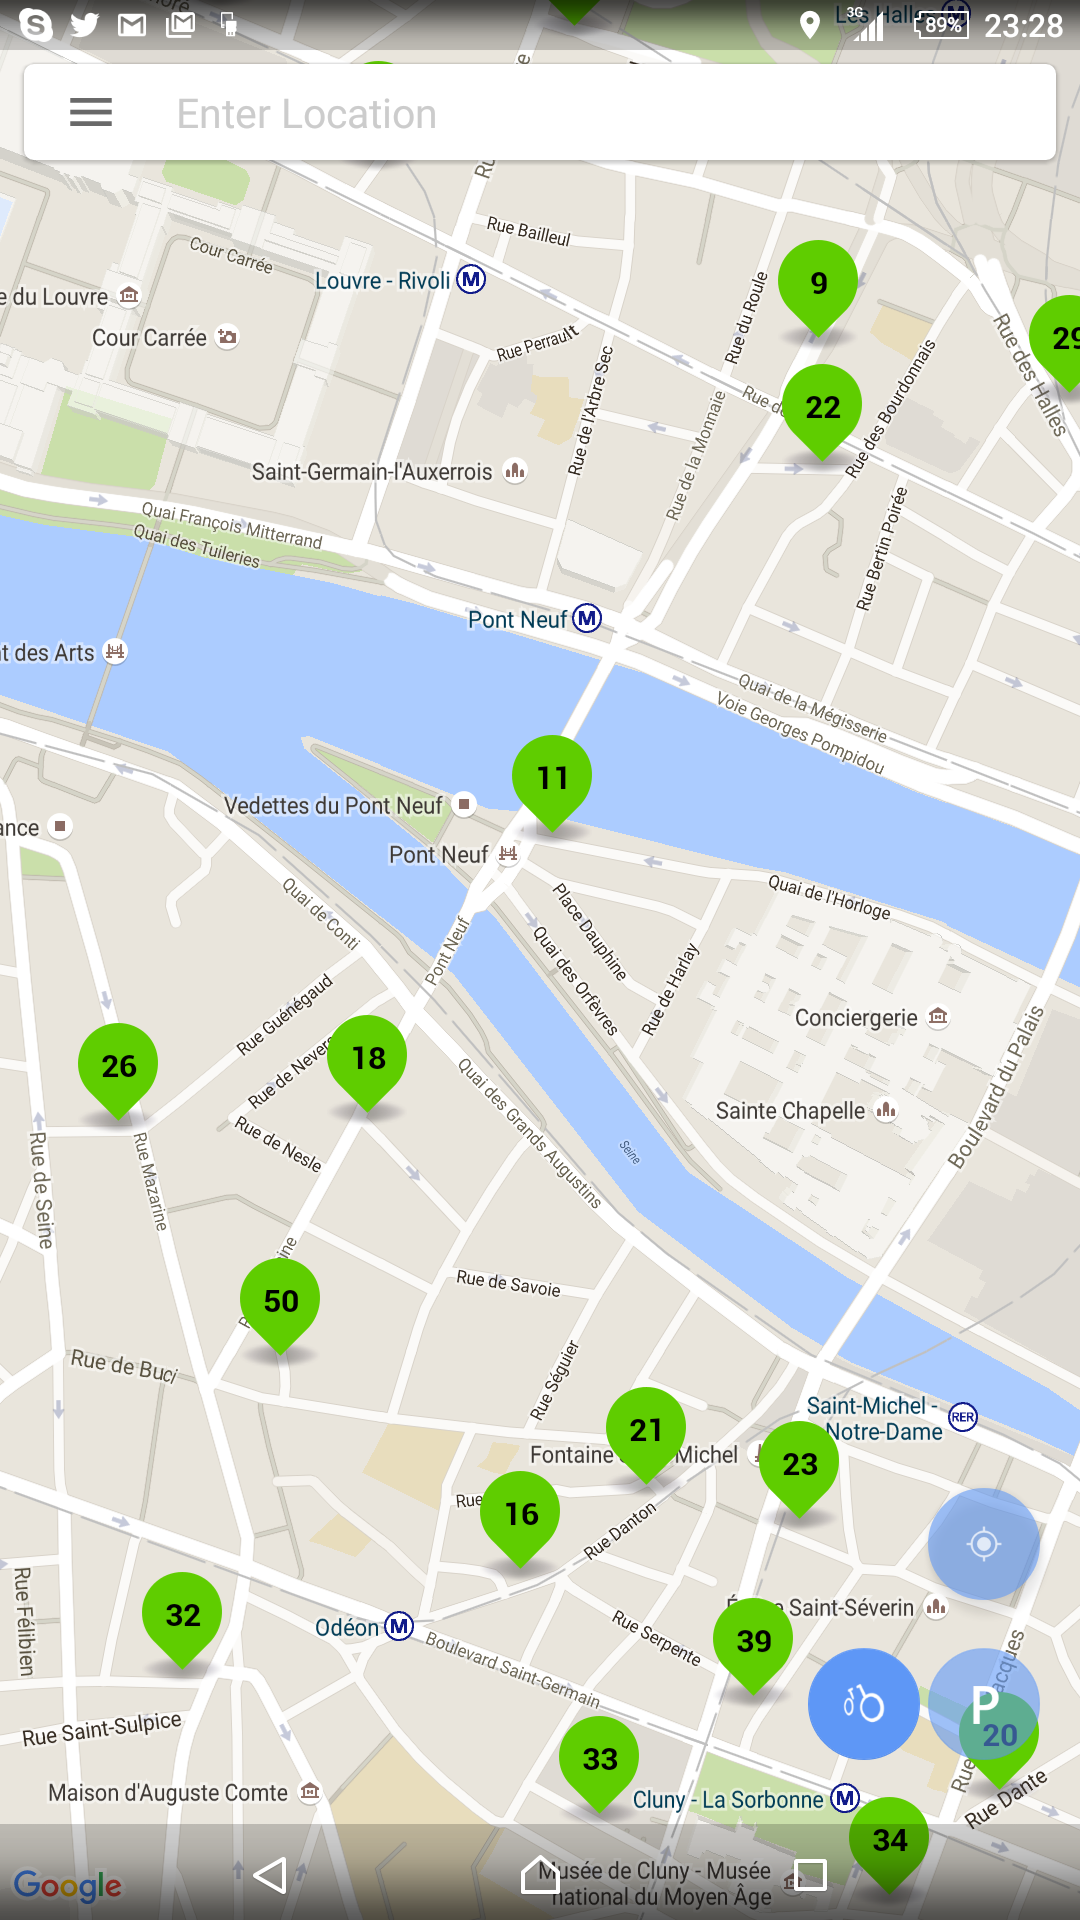 3G
89%
23:28
Enter Location
Rue Bailleul
Cour Carrée
Louvre - Rivoli M
e du Louvre
Cour Carrée
Rue Perrault
Rue du Roule
9
29
Rue des Halles
22
Rue des Bourdonnais
Rue de l'Arbre Sec
Rue de la Monnaie
Saint-Germain-l'Auxerrois
Quai François Mitterrand
Quai des Tuileries
Rue Bertin Poirée
Pont Neuf M
t des Arts
Quai de la Mégisserie
Voie Georges Pompidou
11
Vedettes du Pont Neuf
ance
Pont Neuf
Quai de l'Horloge
Place Dauphine
Quai de Conti
Pont Neuf
Quai des Orfèvres
Rue de Harlay
Rue Guénégaud
Conciergerie
Boulevard du Palais
26
18
Rue de Nevers
Quai des Grands Augustins
Sainte Chapelle
Rue de Nesle
Seine
Rue de Seine
Rue Mazarine
Rue de Savoie
50
Rue de Buci
Rue Séguier
Saint-Michel -
Notre-Dame
RER
21
Fontaine
Michel
23
16
Rue
Rue Danton
Rue Félibien
32
Odéon M
Saint-Séverin
Rue Serpente
39
Boulevard Saint-Germain
P
20
Rue Saint-Sulpice
33
Maison d'Auguste Comte
Cluny - La Sorbonne M
Rue Dante
34
Google
Musée de Cluny - Musée
national du Moyen Âge